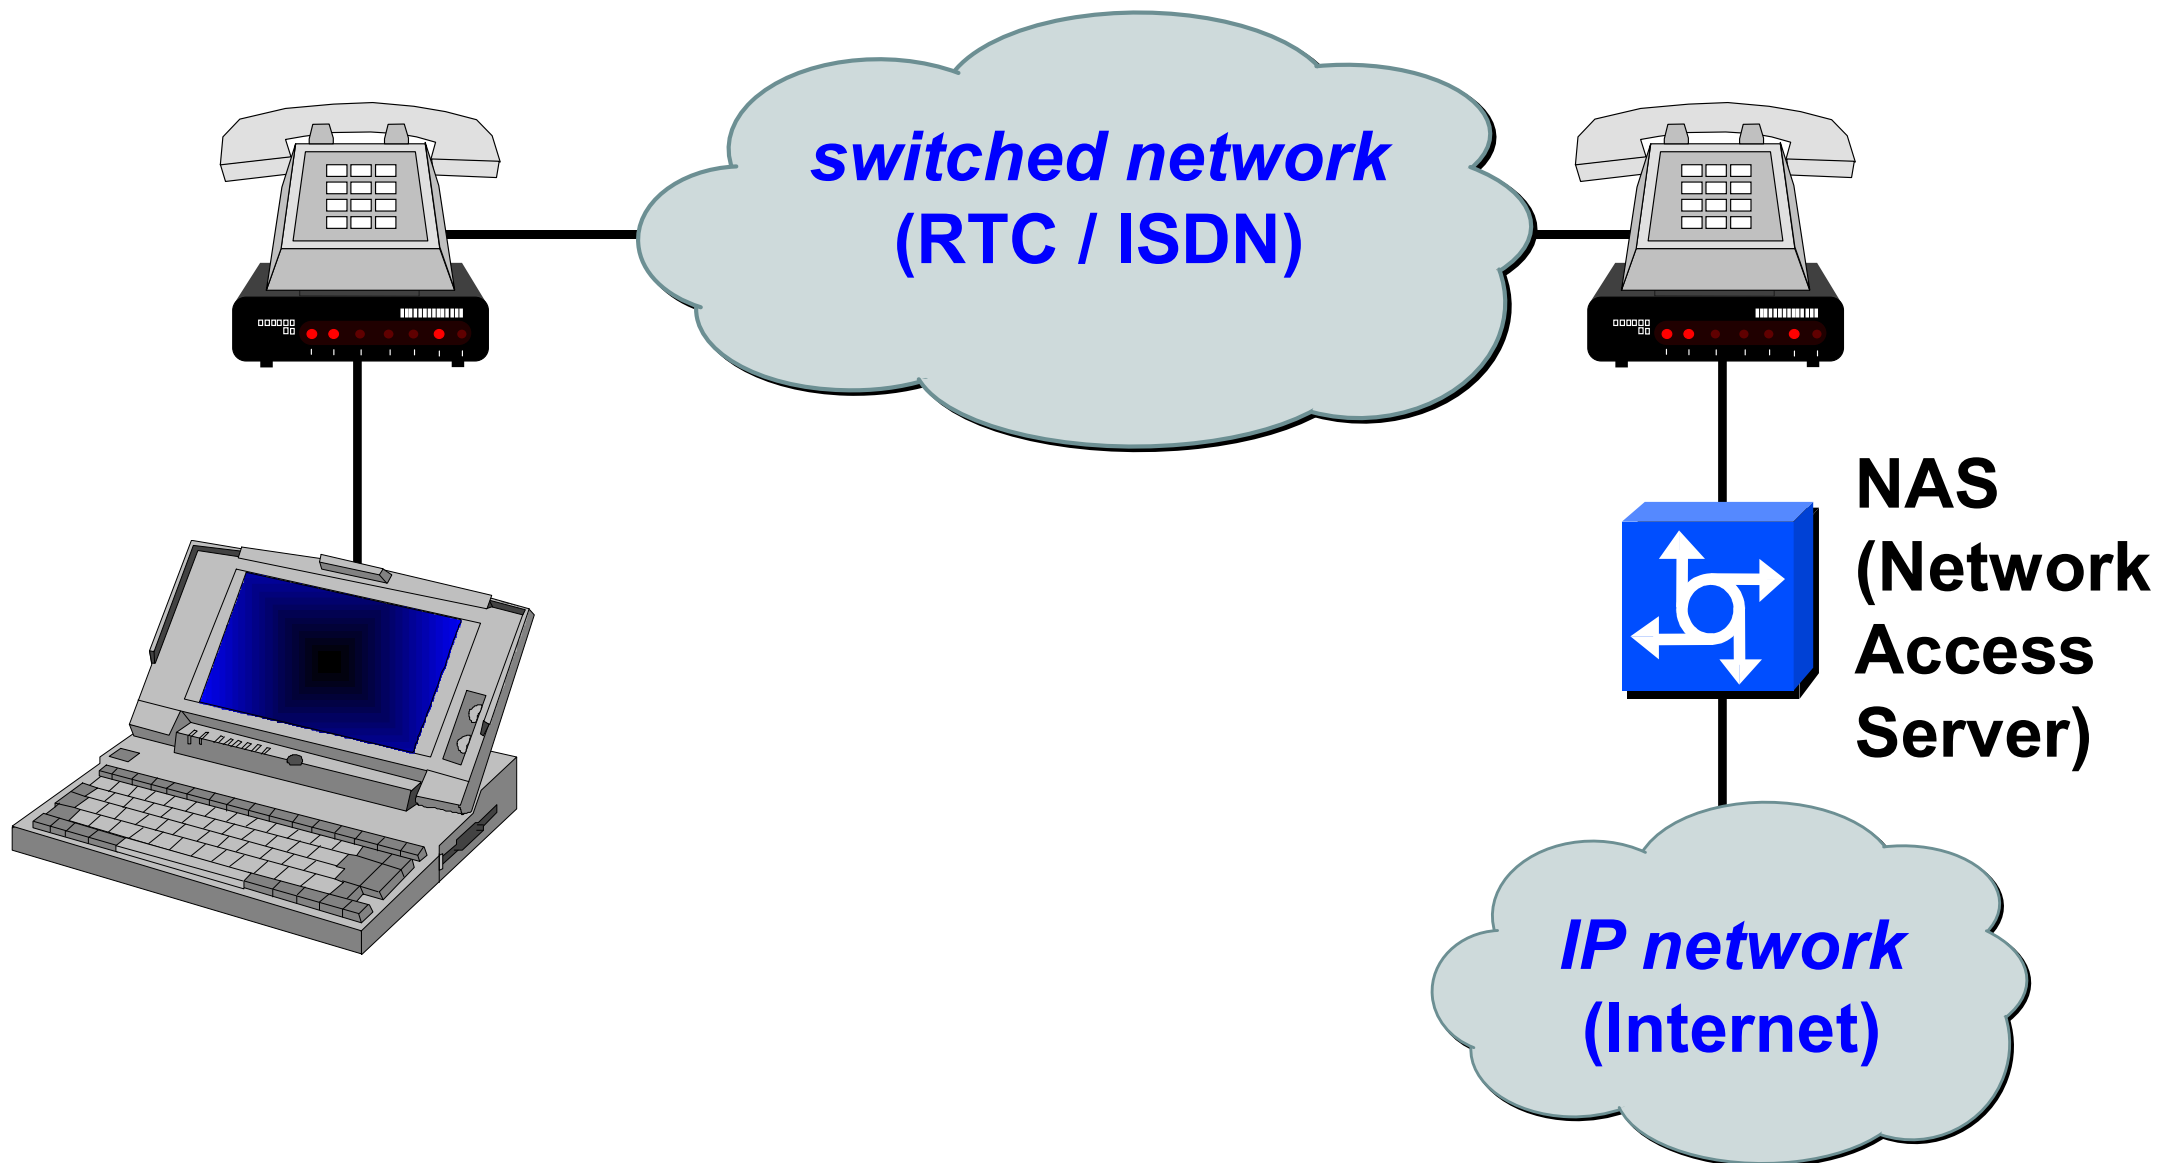 switched network
(RTC / ISDN)
NAS
(Network
Access
Server)
IP network
(Internet)